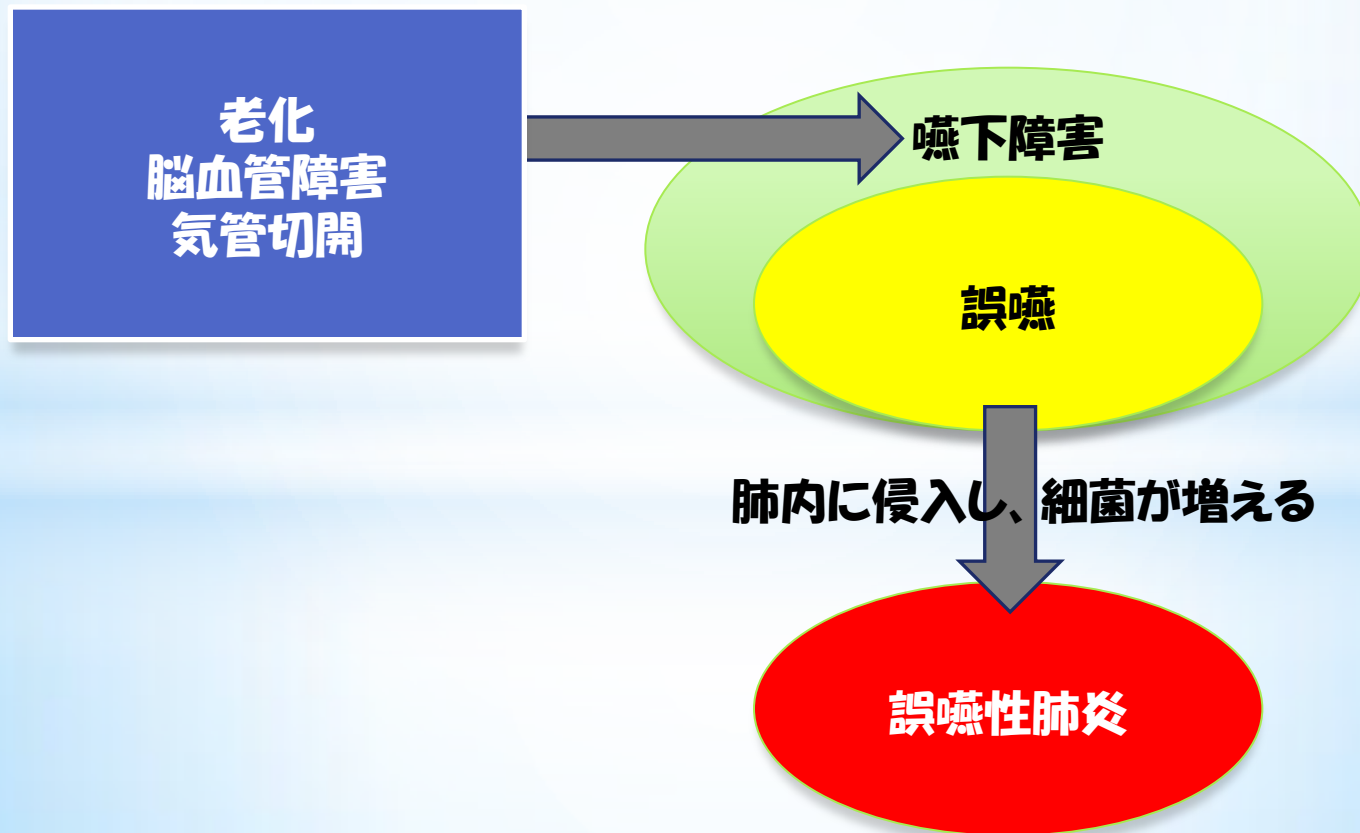 老化
脳血管障害
気管切開
嚥下障害
誤嚥
肺内に侵入し、細菌が増える
誤嚥性肺炎